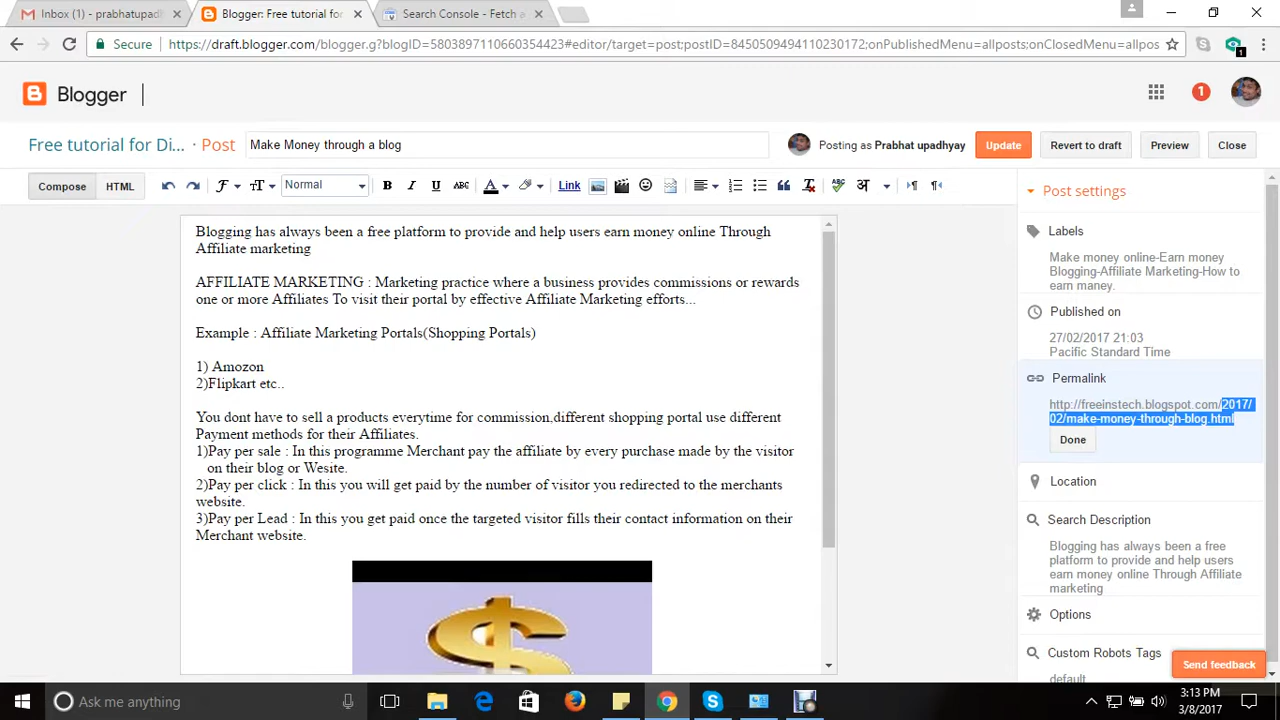 Inbox (1) - prabhatupadh
Blogger: Free tutorial for
Search Console - Fetch a
Secure
https://draft.blogger.com/blogger.g?blogID=5803897110660354423#editor/target=post;postID=8450509494110230172;onPublishedMenu=allposts;onClosedMenu=allpos
1
Blogger
1
Free tutorial for Di... · Post
Make Money through a blog
Posting as Prabhat upadhyay
Update
Revert to draft
Preview
Close
Compose
HTML
Normal
B I U ABC A
Link
अ
Blogging has always been a free platform to provide and help users earn money online Through
Affiliate marketing
AFFILIATE MARKETING : Marketing practice where a business provides commissions or rewards
one or more Affiliates To visit their portal by effective Affiliate Marketing efforts...
Example : Affiliate Marketing Portals(Shopping Portals)
1) Amozon
2)Flipkart etc..
You dont have to sell a products everytime for commission,different shopping portal use different
Payment methods for their Affiliates.
1)Pay per sale : In this programme Merchant pay the affiliate by every purchase made by the visitor
on their blog or Wesite.
2)Pay per click : In this you will get paid by the number of visitor you redirected to the merchants
website.
3)Pay per Lead : In this you get paid once the targeted visitor fills their contact information on their
Merchant website.
Post settings
Labels
Make money online-Earn money
Blogging-Affiliate Marketing-How to
earn maney.
Published on
27/02/2017 21:03
Pacific Standard Time
Permalink
http://freeinstech.blogspot.com/2017/
02/make-money-through-blog.html
Done
Location
Search Description
Blogging has always been a free
platform to provide and help users
earn money online Through Affiliate
marketing
Options
Custom Robots Tags
default
Send feedback
Ask me anything
3:13 PM
3/8/2017